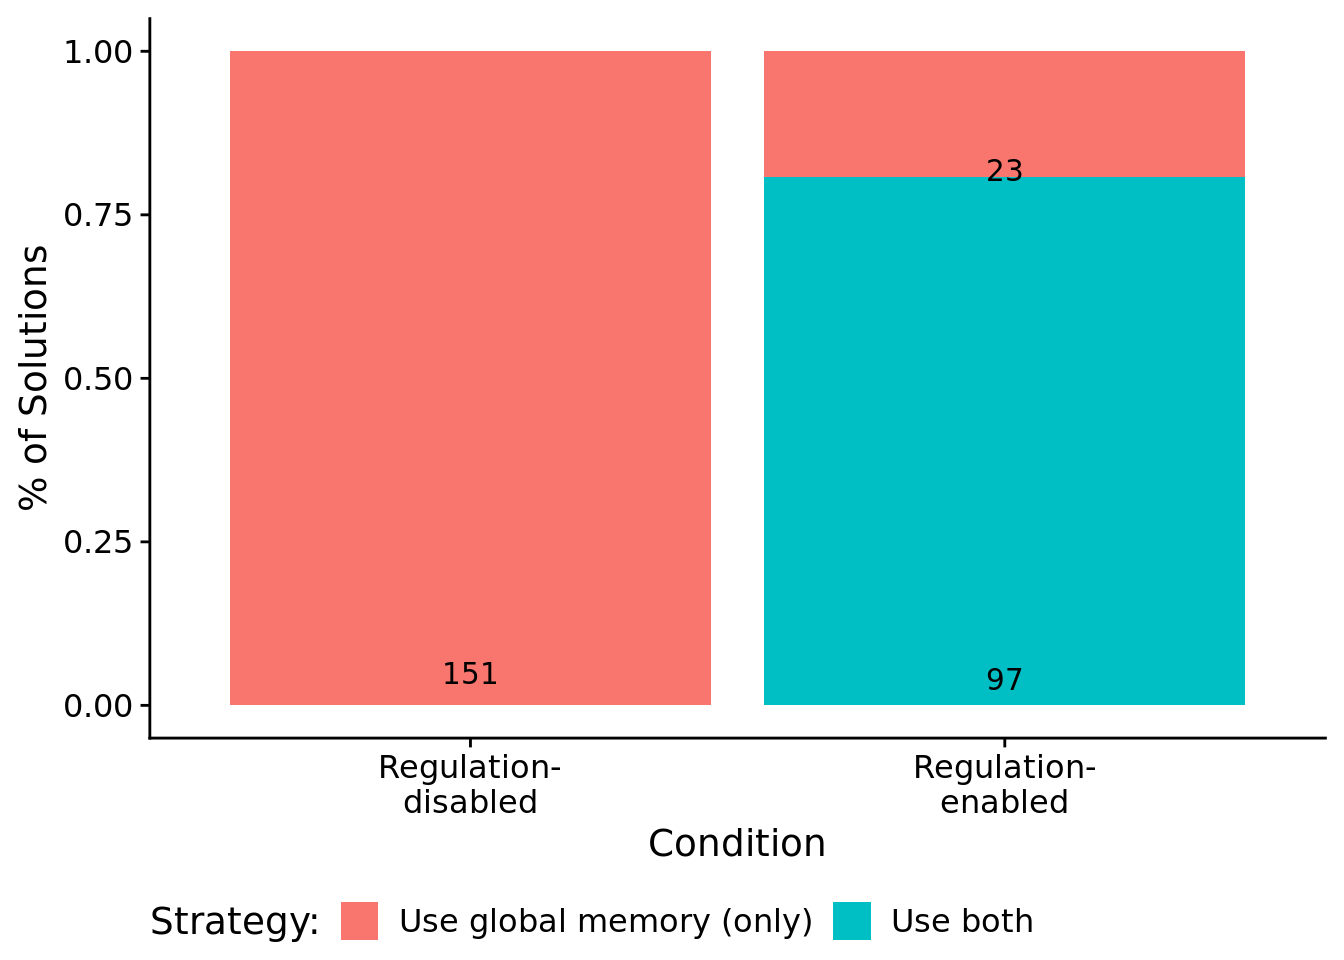 % of Solutions
1.00
0.75
0.50
0.25
0.00
23
151
97
Regulation-
disabled
Regulation-
enabled
Condition
Strategy: Use global memory (only) Use both